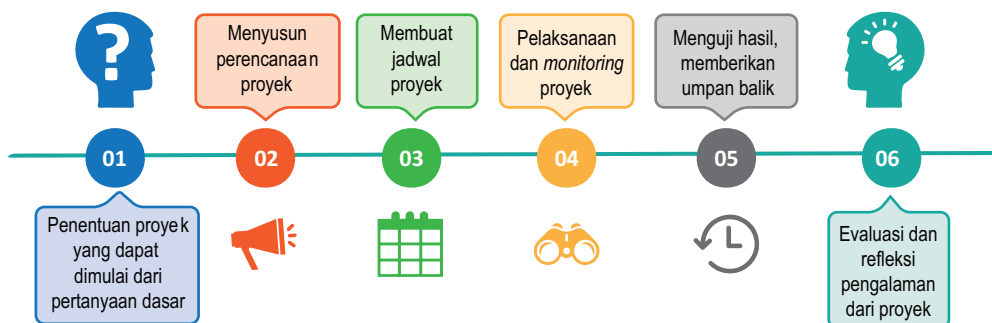 ?
01
Penentuan proyek
yang dapat
dimulai dari
pertanyaan dasar
Menyusun
perencanaan
proyek
02
Membuat
jadwal
proyek
03
Pelaksanaan
dan monitoring
proyek
04
Menguji hasil,
memberikan
umpan balik
05
06
Evaluasi dan
refleksi
pengalaman
dari proyek